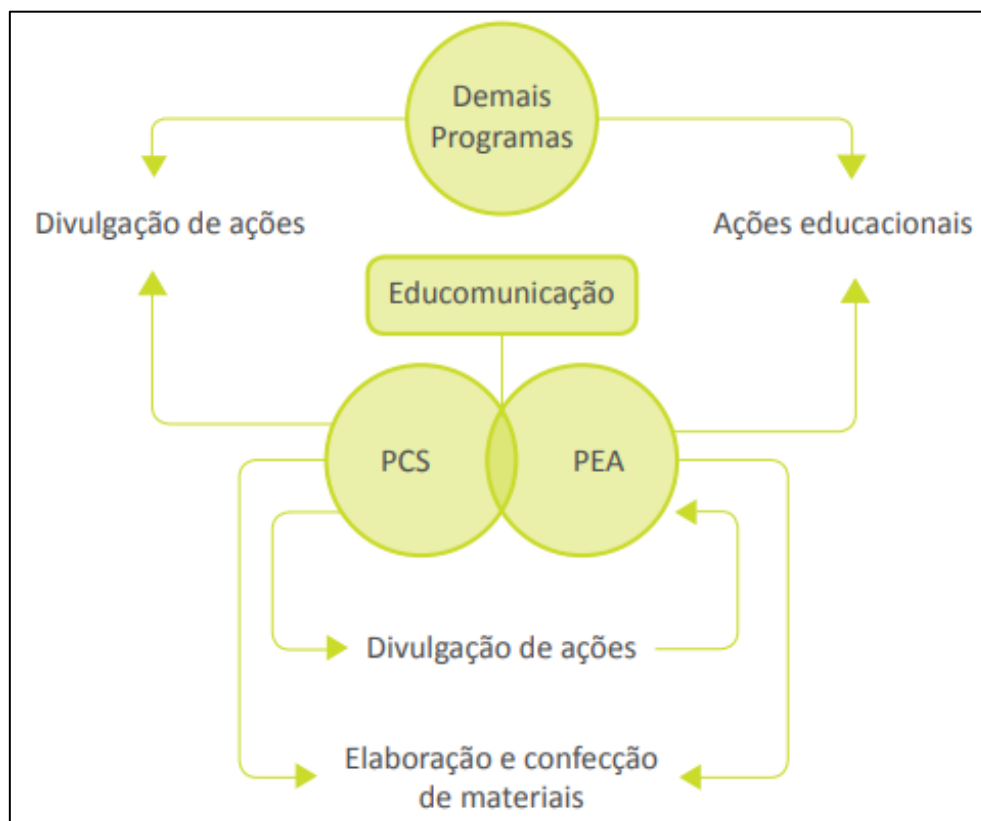 Demais
Programas
Divulgação de ações
Ações educacionais
Educomunicação
PCS
PEA
Divulgação de ações
Elaboração e confecção
de materiais